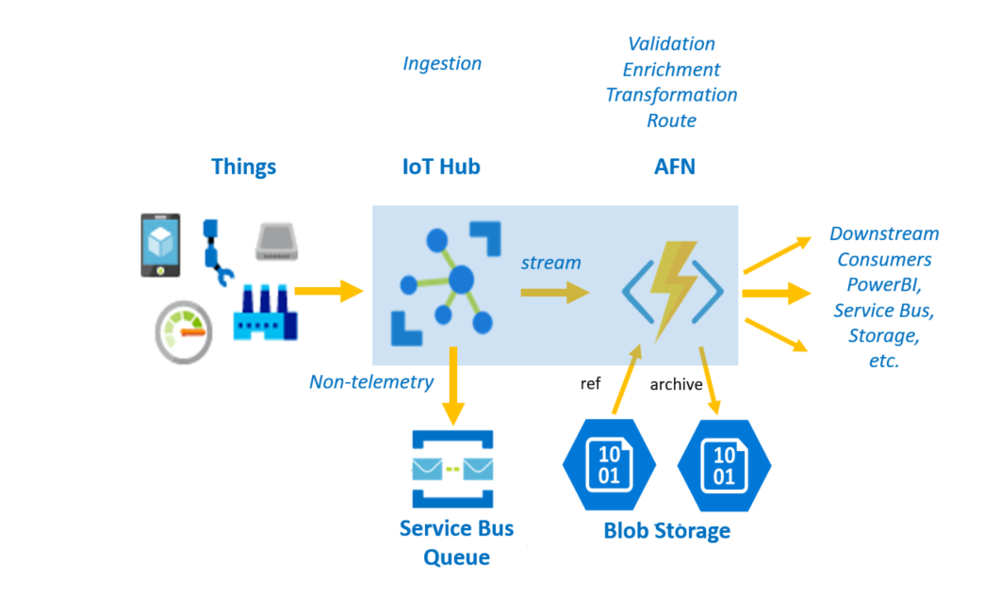 Ingestion
Validation
Enrichment
Transformation
Route
Things
IoT Hub
AFN
stream
Downstream
Consumers
PowerBI,
Service Bus,
Storage,
etc.
Non-telemetry
ref
archive
10
01
10
01
Service Bus
Queue
Blob Storage